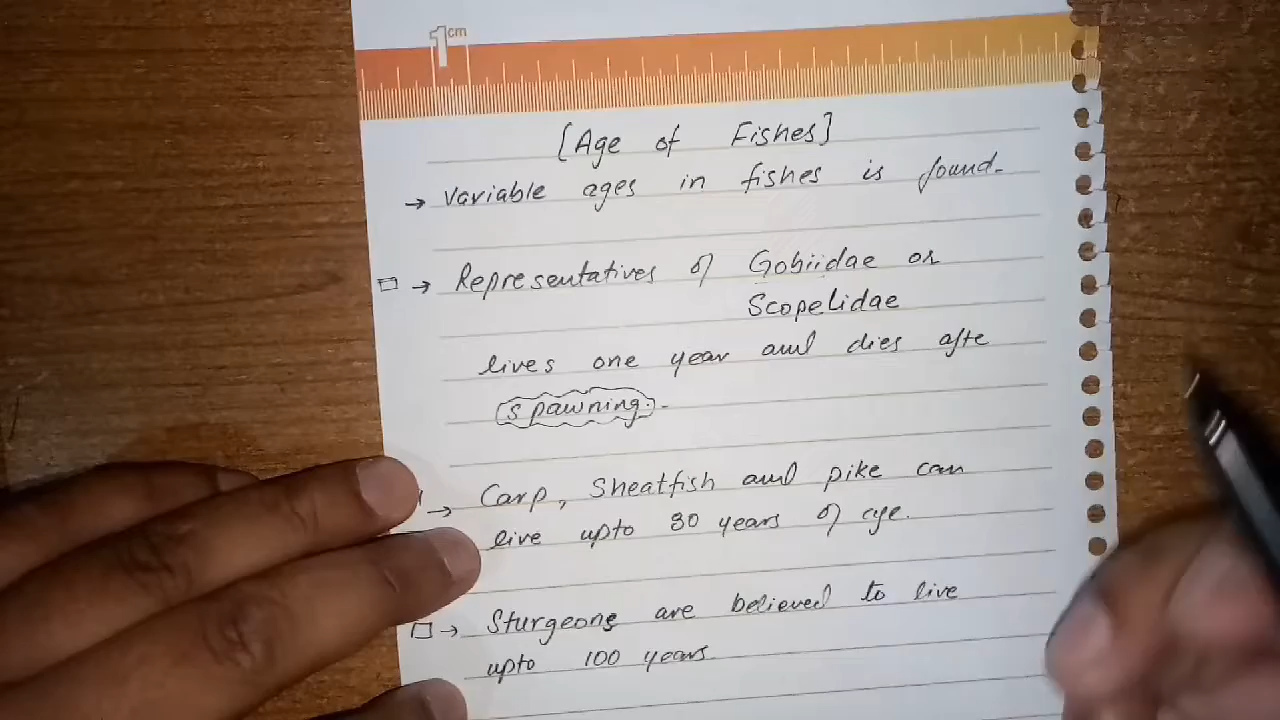 1 cm
[Age of Fishes]
→ Variable ages in fishes is found.
→ Representatives of Gobiidae or
Scopelidae
lives one year and dies afte
spawning.
→ Carp, Sheatfish and pike can
live upto 80 years of age.
→ Sturgeons are believed to live
upto 100 years